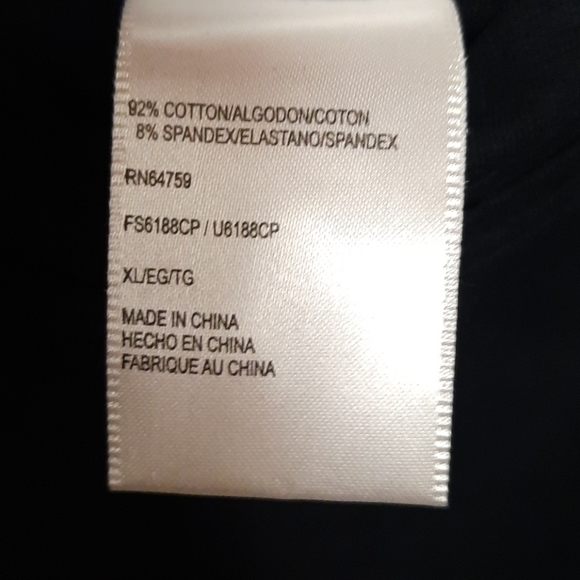 92% COTTON/ALGODON/COTON
8% SPANDEX/ELASTANO/SPANDEX
RN64759
FS6188CP / U6188CP
XL/EG/TG
MADE IN CHINA
HECHO EN CHINA
FABRIQUE AU CHINA